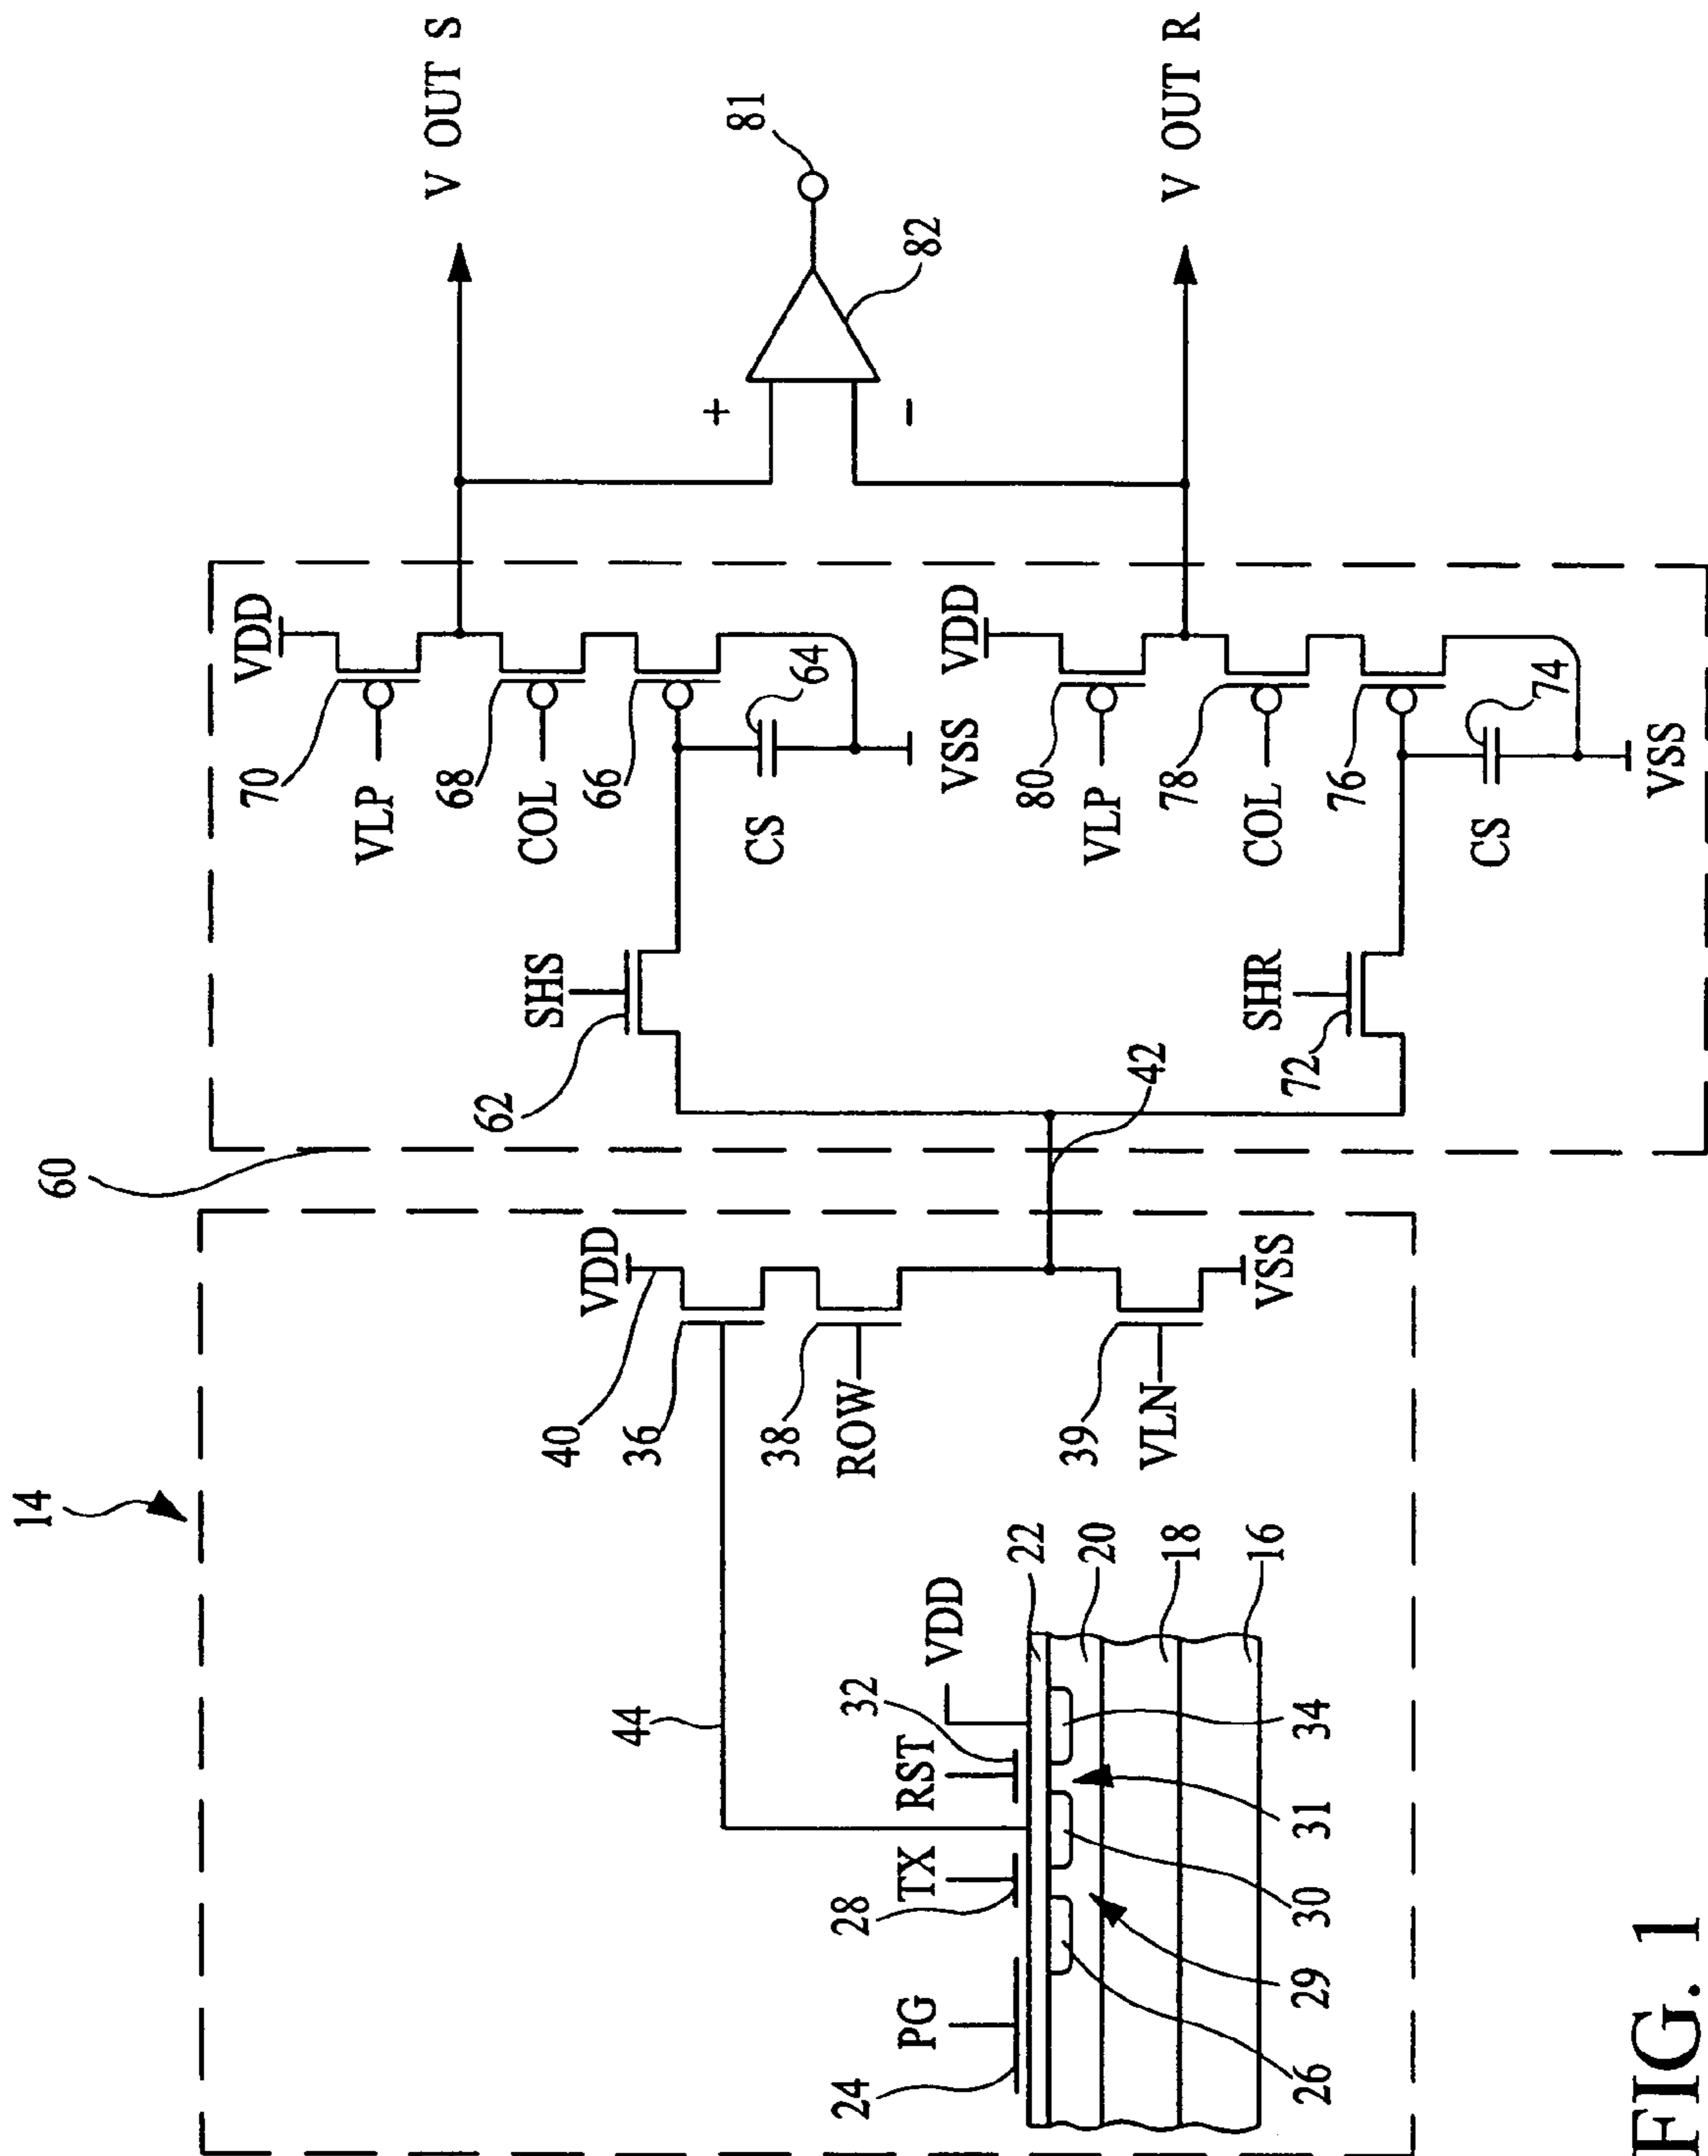 14
60
VDD
40
36
38
ROW
39
VLN
VSS
42
44
PG
24
TX
28
RST
32
VDD
22
20
18
16
26
29
30
31
34
SHS
62
VDD
70
VLP
68
COL
66
64
CS
VSS
SHR
72
VDD
80
VLP
78
COL
76
74
CS
VSS
V OUT S
+
-
81
82
V OUT R
FIG. 1